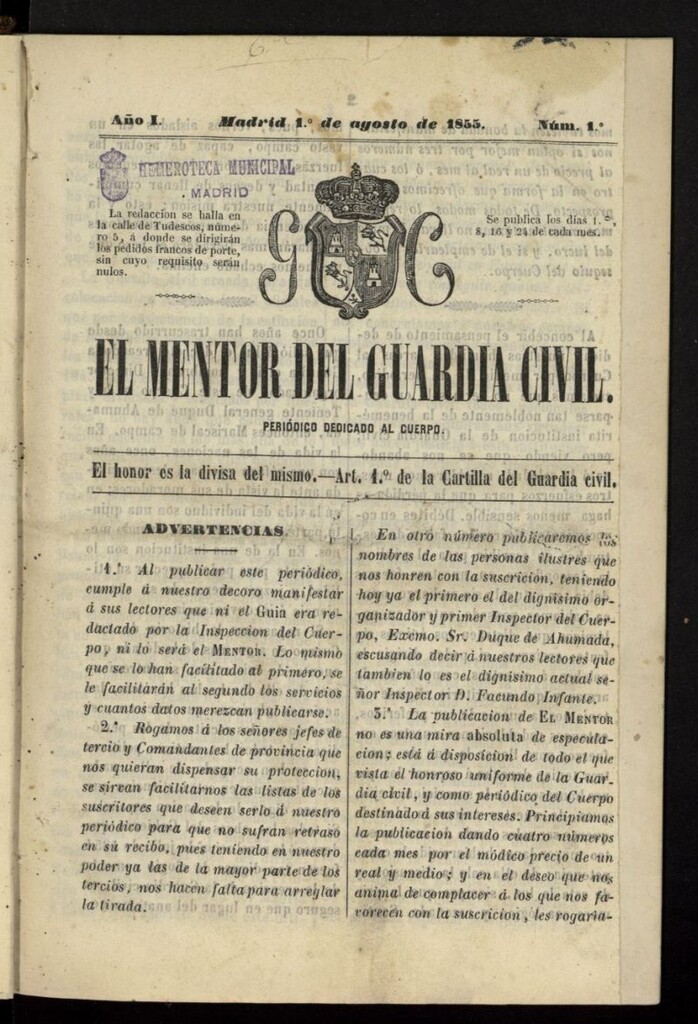 Año I.
Madrid 1.º de agosto de 1855.
Núm. 1.º
HEMEROTECA MUNICIPAL
MADRID
La redaccion se halla en
la calle de Tudescos, núme-
ro 5, á donde se dirigirán
los pedidos francos de porte,
sin cuyo requisito serán
nulos.
G C
Se publica los dias 1.º
8, 16 y 24 de cada mes.
EL MENTOR DEL GUARDIA CIVIL.
PERIÓDICO DEDICADO AL CUERPO.
El honor es la divisa del mismo.—Art. 1.º de la Cartilla del Guardia civil.
ADVERTENCIAS.
1.ª Al publicar este periódico,
cumple á nuestro decoro manifestar
á sus lectores que ni el Guia era re-
dactado por la Inspeccion del Cuer-
po, ni lo será el MENTOR. Lo mismo
que se lo han facilitado al primero, se
le facilitarán al segundo los servicios
y cuantos datos merezcan publicarse.
2.ª Rogamos á los señores jefes de
tercio y Comandantes de provincia que
nos quieran dispensar su proteccion,
se sirvan facilitarnos las listas de los
suscritores que deseen serlo á nuestro
periódico para que no sufran retraso
en su recibo, pues teniendo en nuestro
poder ya las de la mayor parte de los
tercios, nos hacen falta para arreglar
la tirada.
En otro número publicaremos los
nombres de las personas ilustres que
nos honren con la suscricion, teniendo
hoy ya el primero el del dignísimo or-
ganizador y primer Inspector del Cuer-
po, Excmo. Sr. Duque de Ahumada,
escusando decir á nuestros lectores que
tambien lo es el dignísimo actual se-
ñor Inspector D. Facundo Infante.
3.ª La publicacion de EL MENTOR
no es una mira absoluta de especula-
cion; está á disposicion de todo el que
vista el honroso uniforme de la Guar-
dia civil, y como periódico del Cuerpo
destinado á sus intereses. Principiamos
la publicacion dando cuatro números
cada mes por el módico precio de un
real y medio; y en el deseo que nos
anima de complacer á los que nos fa-
vorecen con la suscricion, les rogaria-